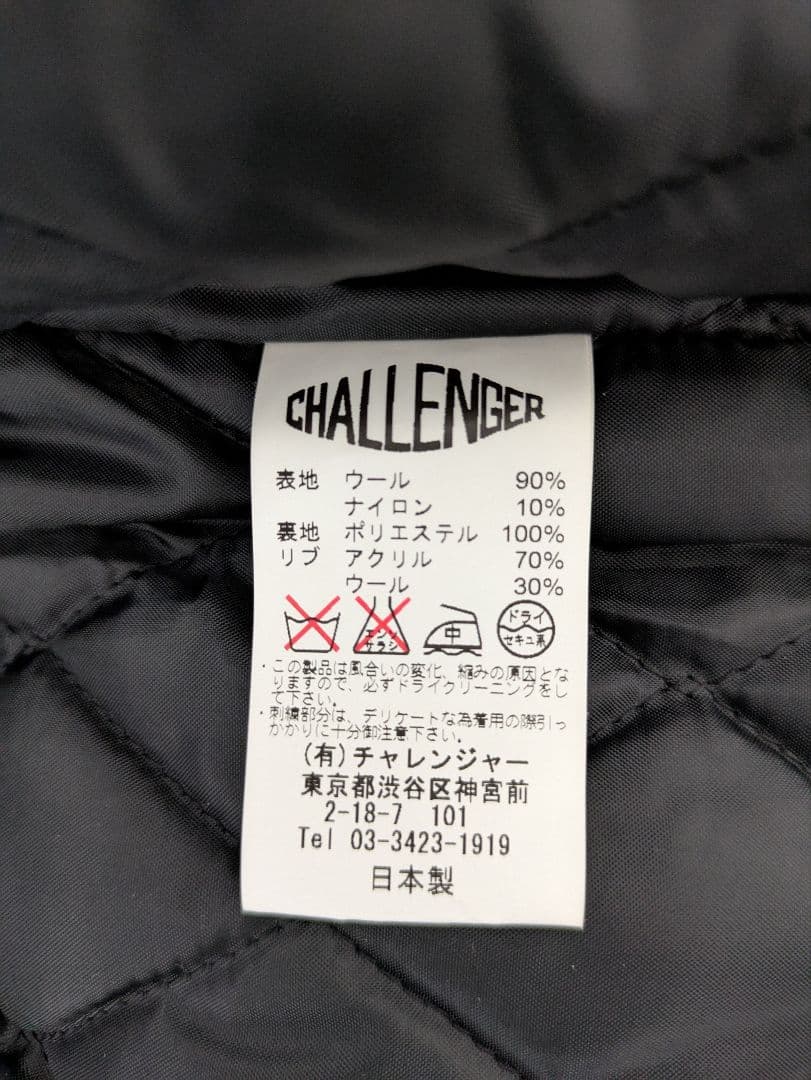 CHALLENGER
表地 ウール 90%
ナイロン 10%
裏地 ポリエステル 100%
リブ アクリル 70%
ウール 30%
エンソ
サラシ
中
ドライ
セキユ系
・この製品は風合いの変化、縮みの原因とな
りますので、必ずドライクリーニングをし
て下さい。
・刺繍部分は、デリケートな為着用の際引っ
かかりに十分御注意下さい。
(有)チャレンジャー
東京都渋谷区神宮前
2-18-7 101
Tel 03-3423-1919
日本製